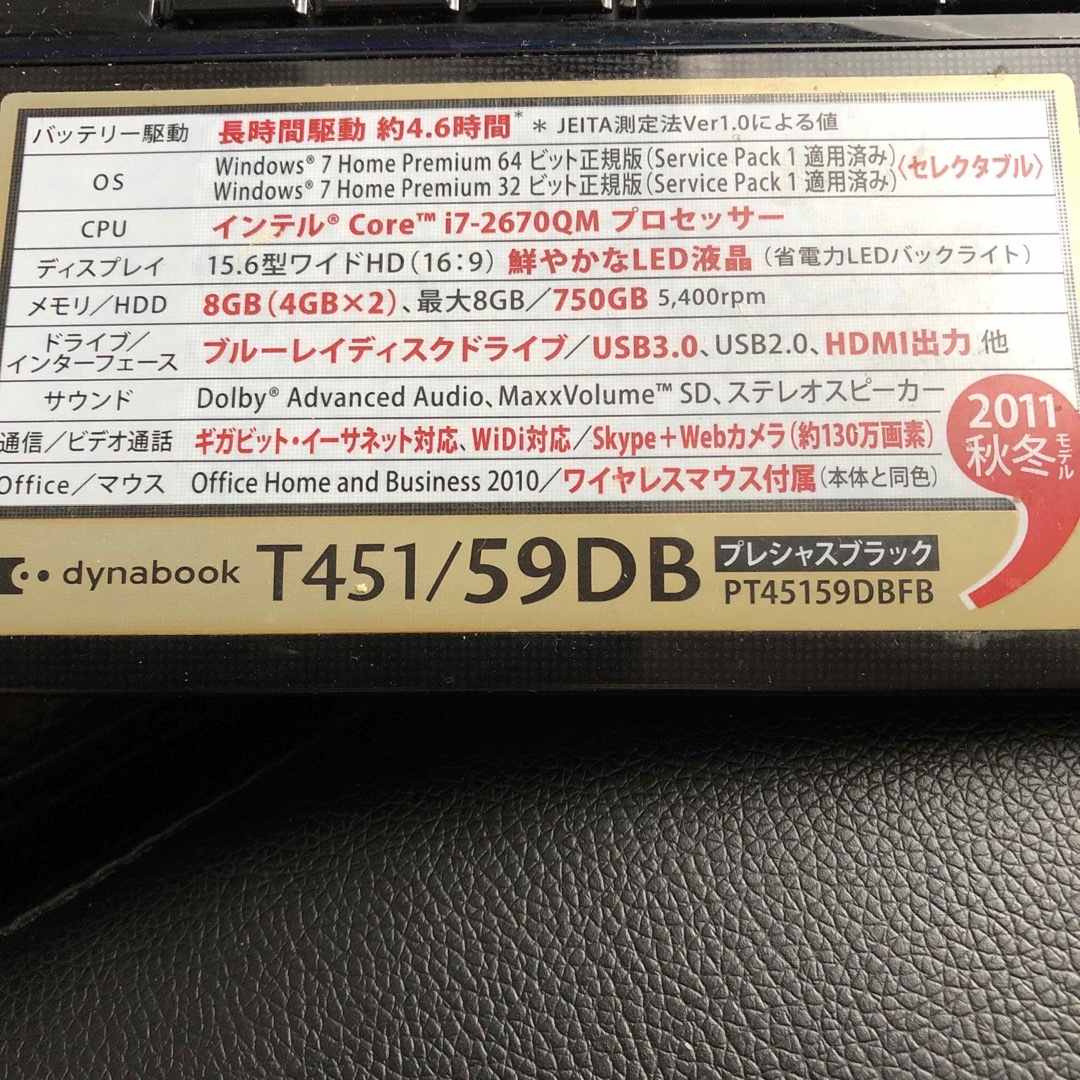 バッテリー駆動 長時間駆動 約4.6時間* * JEITA測定法Ver1.0による値
OS
Windows® 7 Home Premium 64 ビット正規版(Service Pack 1 適用済み)
Windows® 7 Home Premium 32 ビット正規版(Service Pack 1 適用済み)
〈セレクタブル〉
CPU インテル® Core™ i7-2670QM プロセッサー
ディスプレイ 15.6型ワイドHD(16:9) 鮮やかなLED液晶 (省電力LEDバックライト)
メモリ/HDD 8GB(4GB×2)、最大8GB/750GB 5,400rpm
ドライブ/
インターフェース
ブルーレイディスクドライブ/USB3.0、USB2.0、HDMI出力 他
サウンド Dolby® Advanced Audio、MaxxVolume™ SD、ステレオスピーカー
通信/ビデオ通話 ギガビット・イーサネット対応、WiDi対応/Skype+Webカメラ(約130万画素)
Office/マウス Office Home and Business 2010/ワイヤレスマウス付属(本体と同色)
2011
秋冬
モデル
dynabook T451/59DB プレシャスブラック
PT45159DBFB